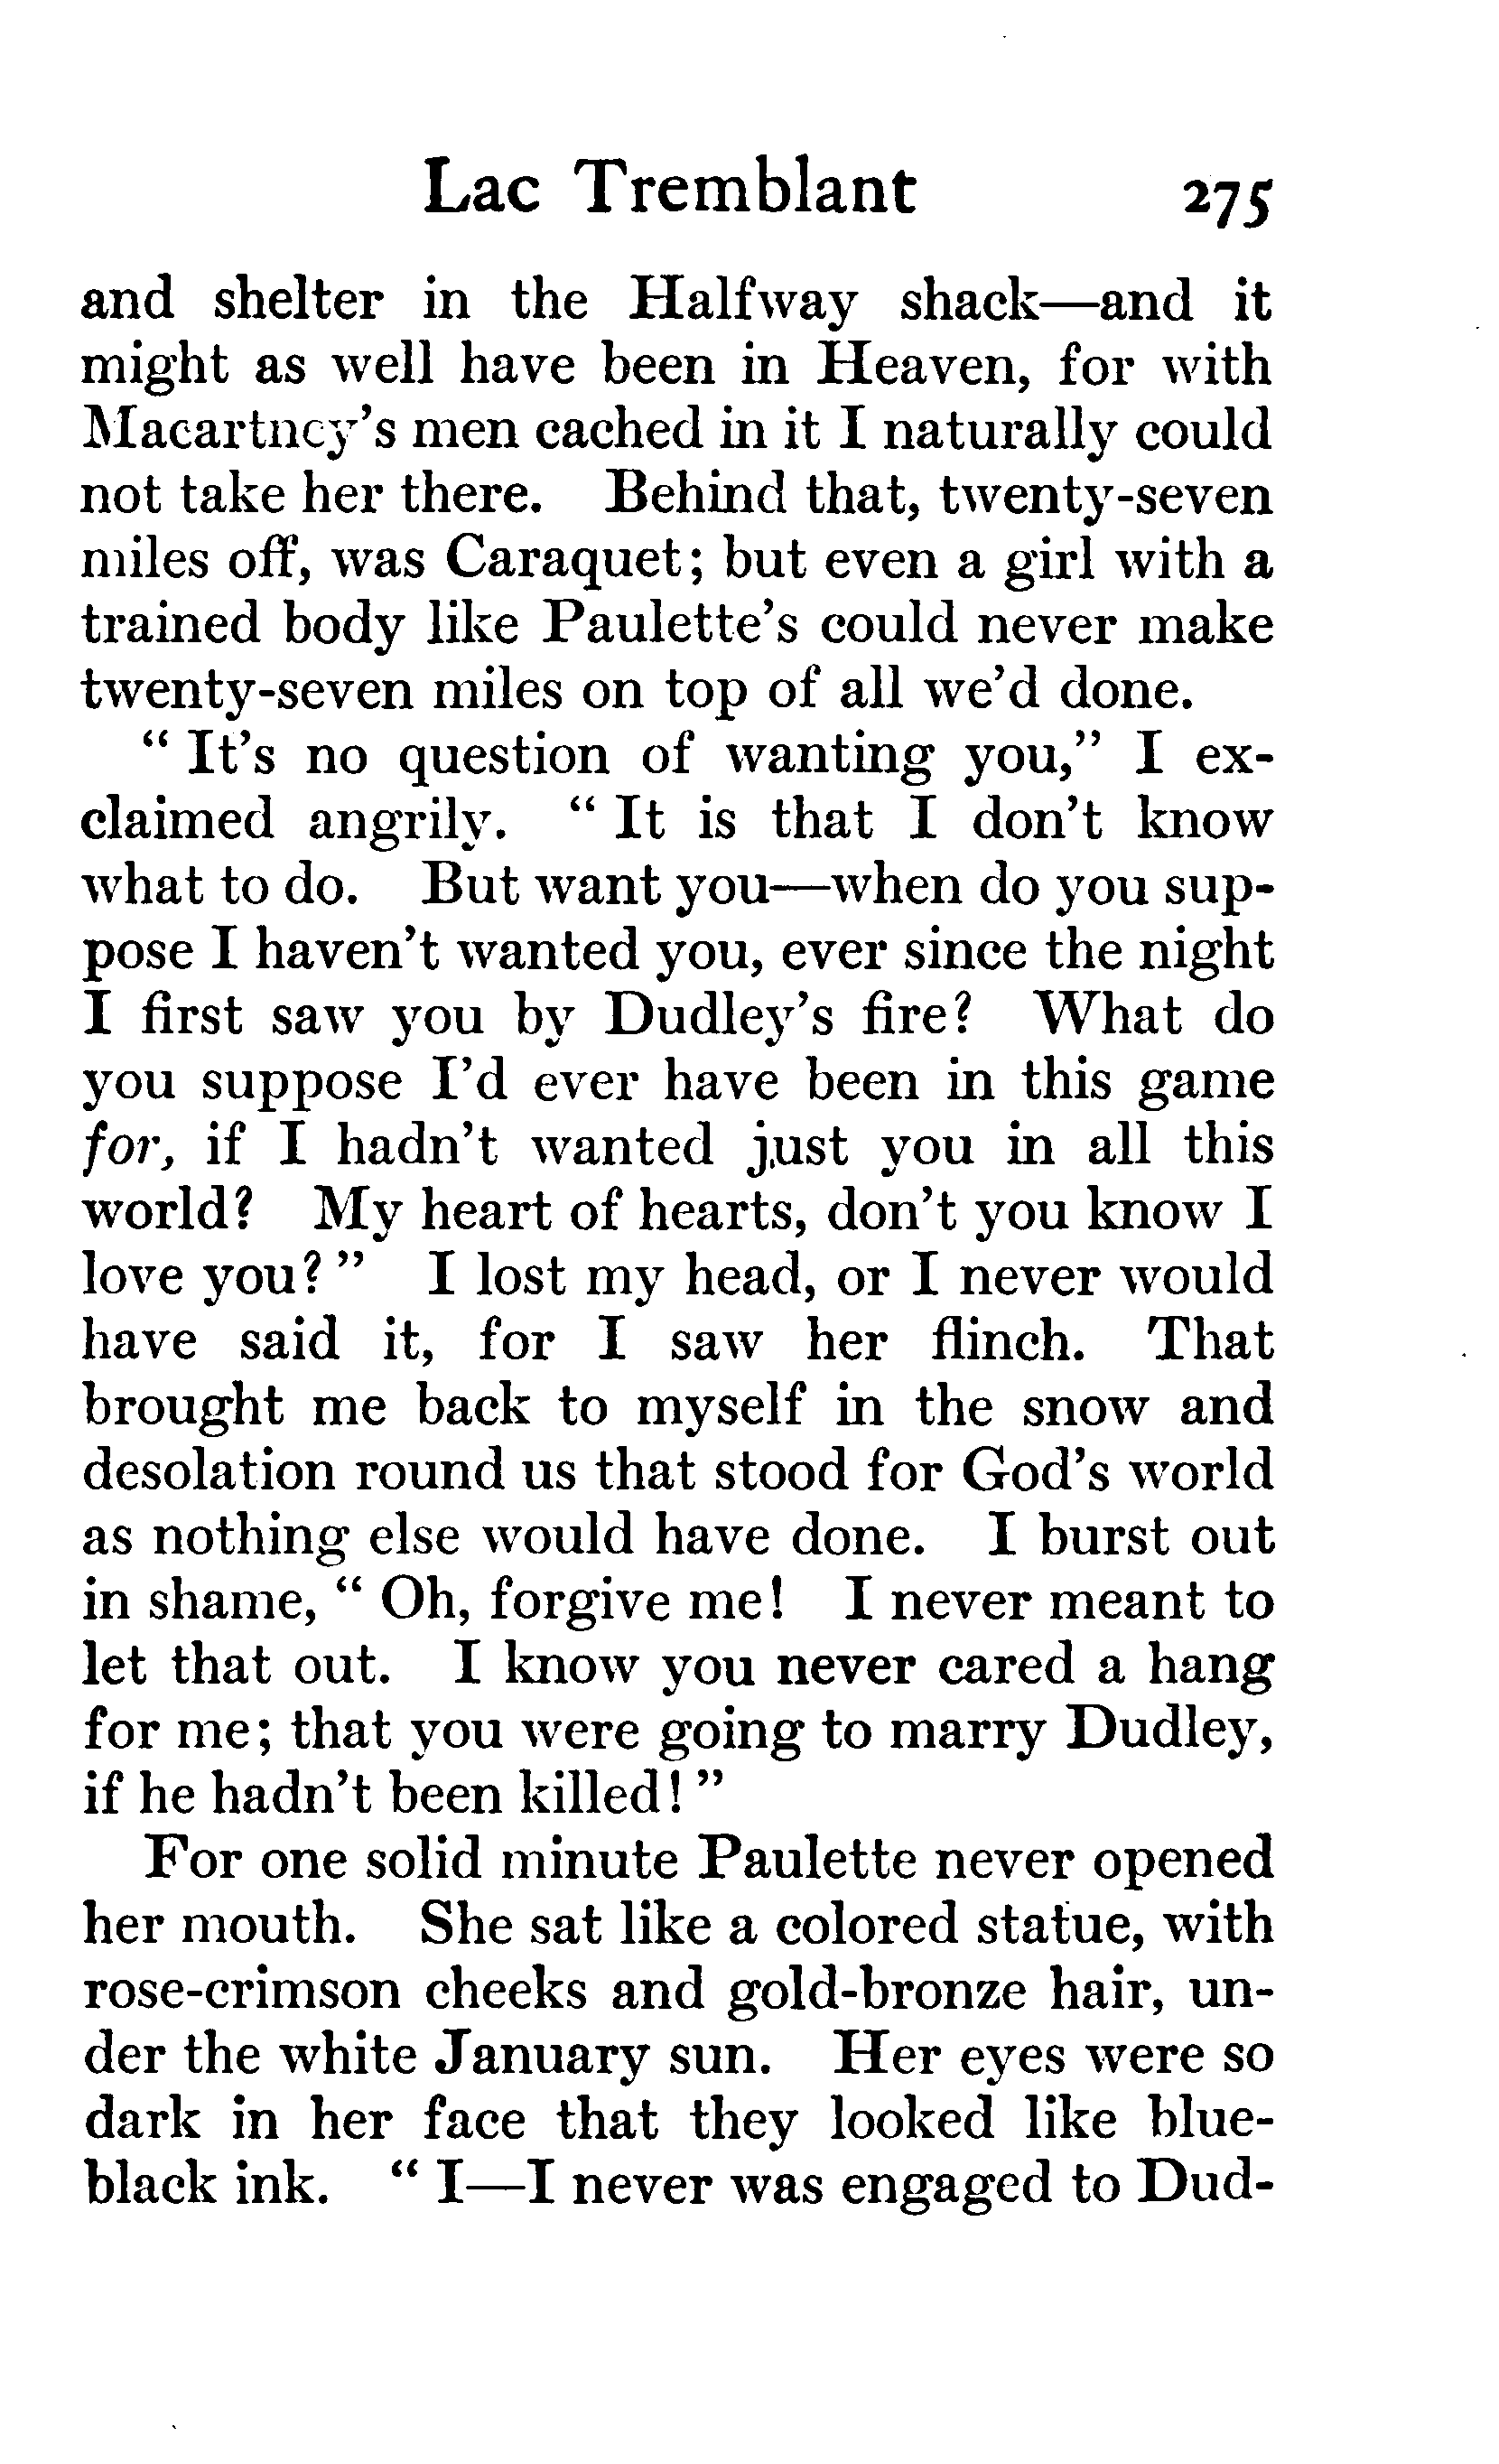 Lac Tremblant 275
and shelter in the Halfway shack—and it
might as well have been in Heaven, for with
Macartney's men cached in it I naturally could
not take her there. Behind that, twenty-seven
miles off, was Caraquet; but even a girl with a
trained body like Paulette's could never make
twenty-seven miles on top of all we'd done.
" It's no question of wanting you," I ex-
claimed angrily. " It is that I don't know
what to do. But want you—when do you sup-
pose I haven't wanted you, ever since the night
I first saw you by Dudley's fire? What do
you suppose I'd ever have been in this game
for, if I hadn't wanted just you in all this
world? My heart of hearts, don't you know I
love you? " I lost my head, or I never would
have said it, for I saw her flinch. That
brought me back to myself in the snow and
desolation round us that stood for God's world
as nothing else would have done. I burst out
in shame, " Oh, forgive me! I never meant to
let that out. I know you never cared a hang
for me; that you were going to marry Dudley,
if he hadn't been killed! "
For one solid minute Paulette never opened
her mouth. She sat like a colored statue, with
rose-crimson cheeks and gold-bronze hair, un-
der the white January sun. Her eyes were so
dark in her face that they looked like blue-
black ink. " I—I never was engaged to Dud-